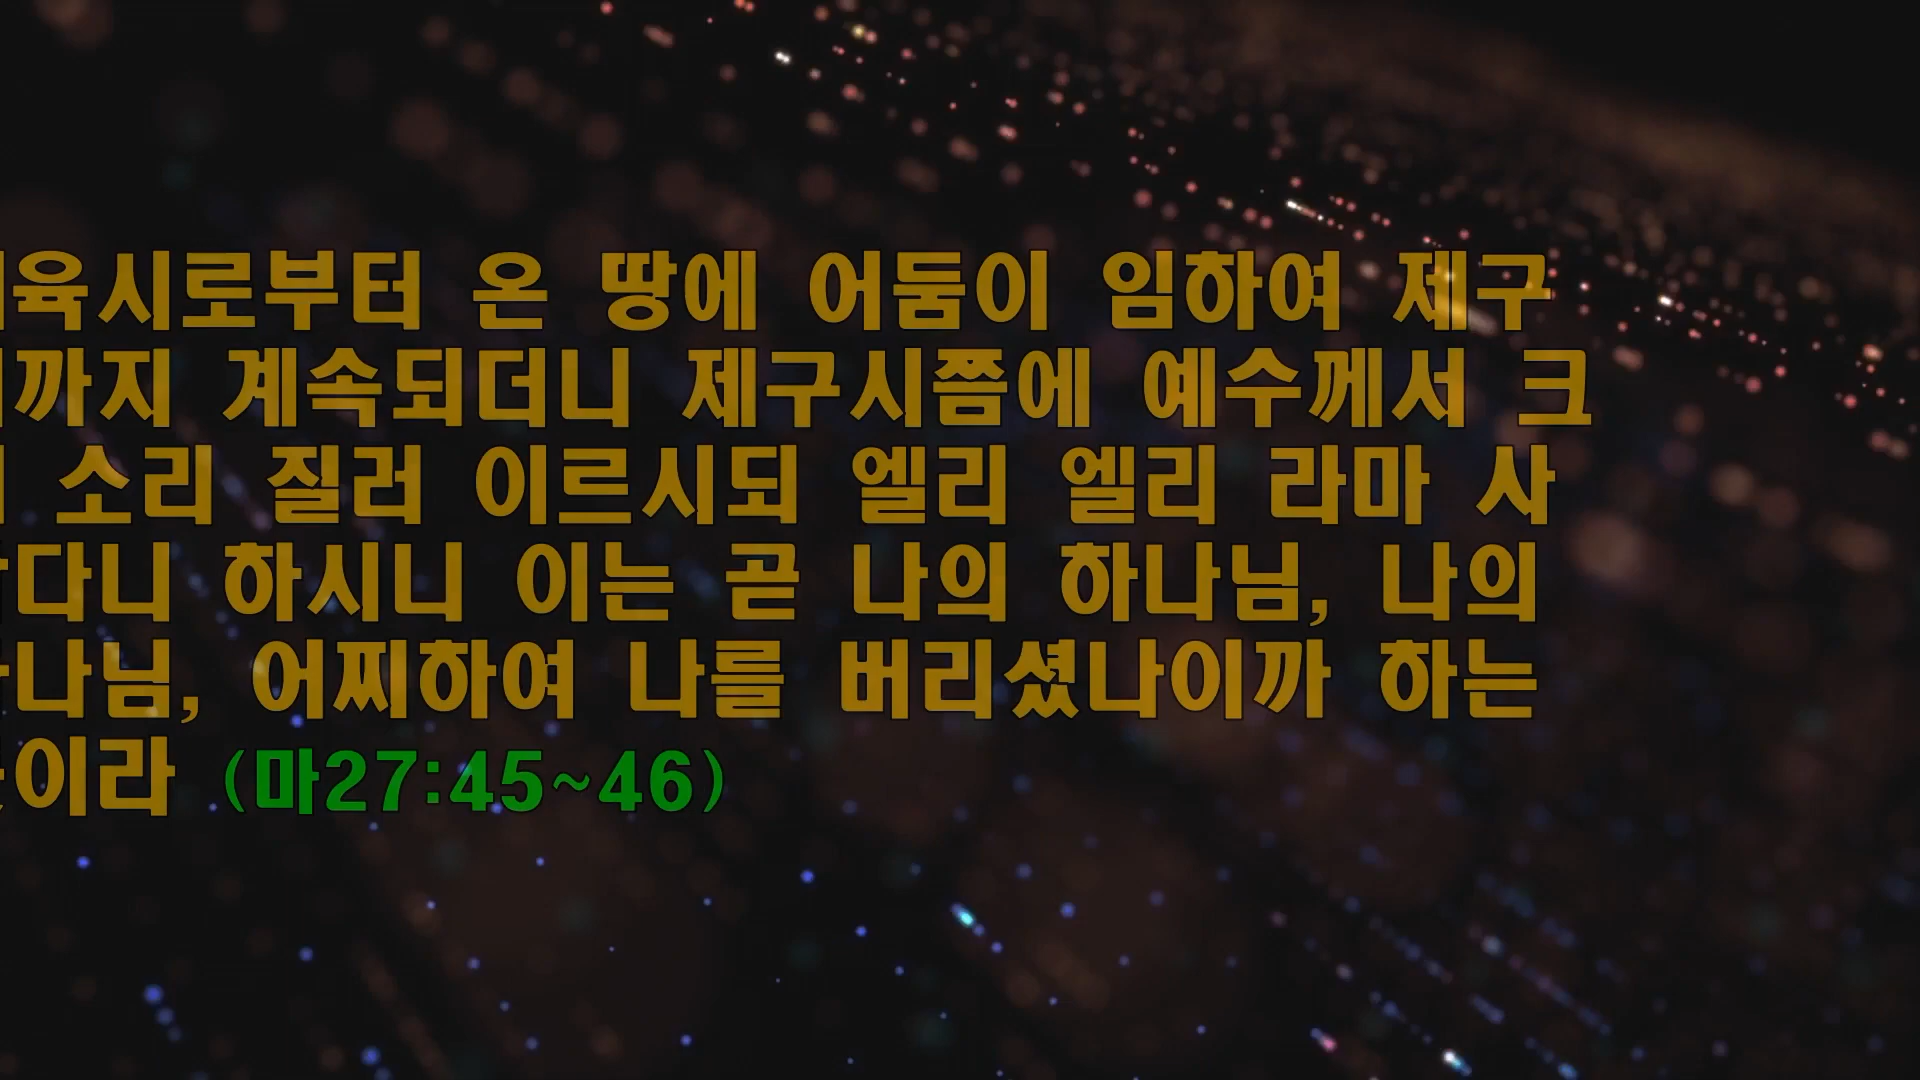 육시로부터 온 땅에 어둠이 임하여 제구
까지 계속되더니 제구시쯤에 예수께서 크
소리 질러 이르시되 엘리 엘리 라마 사
다니 하시니 이는 곧 나의 하나님, 나의
나님, 어찌하여 나를 버리셨나이까 하는
이라 (마27:45~46)